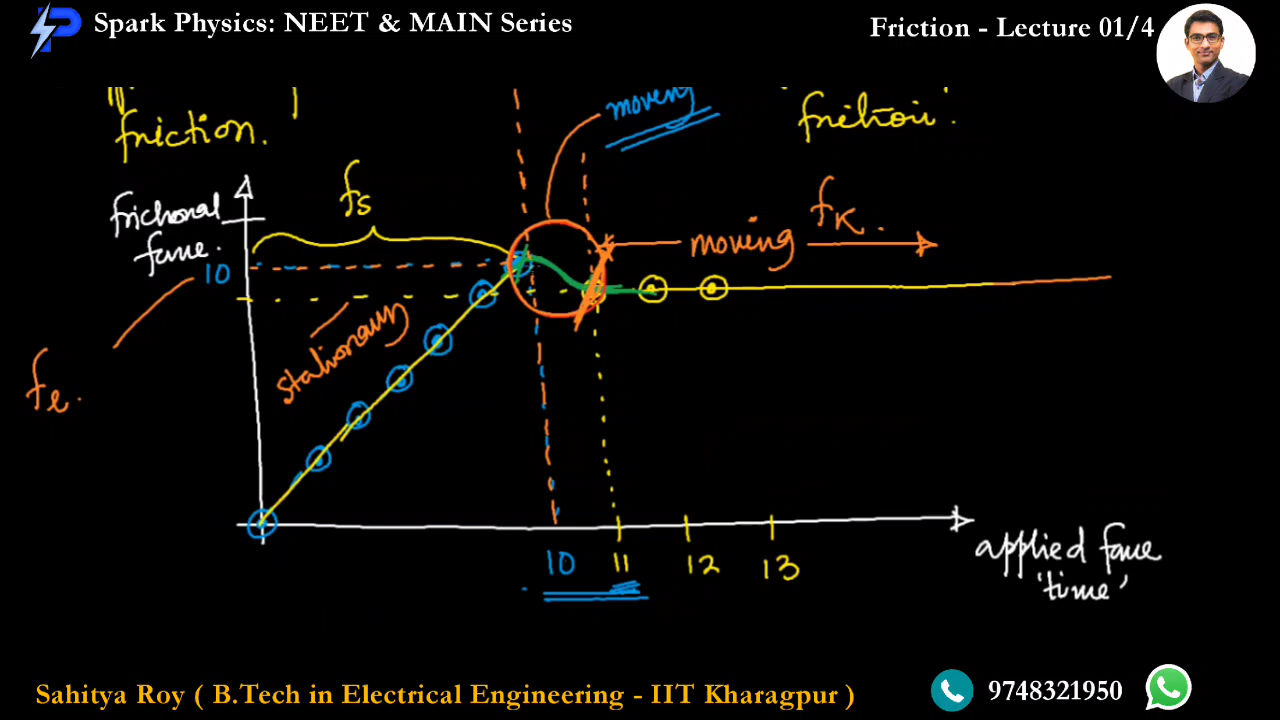 Spark Physics: NEET & MAIN Series
Friction - Lecture 01/4
friction.
moving
friction.
frictional
force.
fs
moving
fK.
10
stationary
fl.
10 11 12 13
applied force
'time'
Sahitya Roy ( B.Tech in Electrical Engineering - IIT Kharagpur )
9748321950